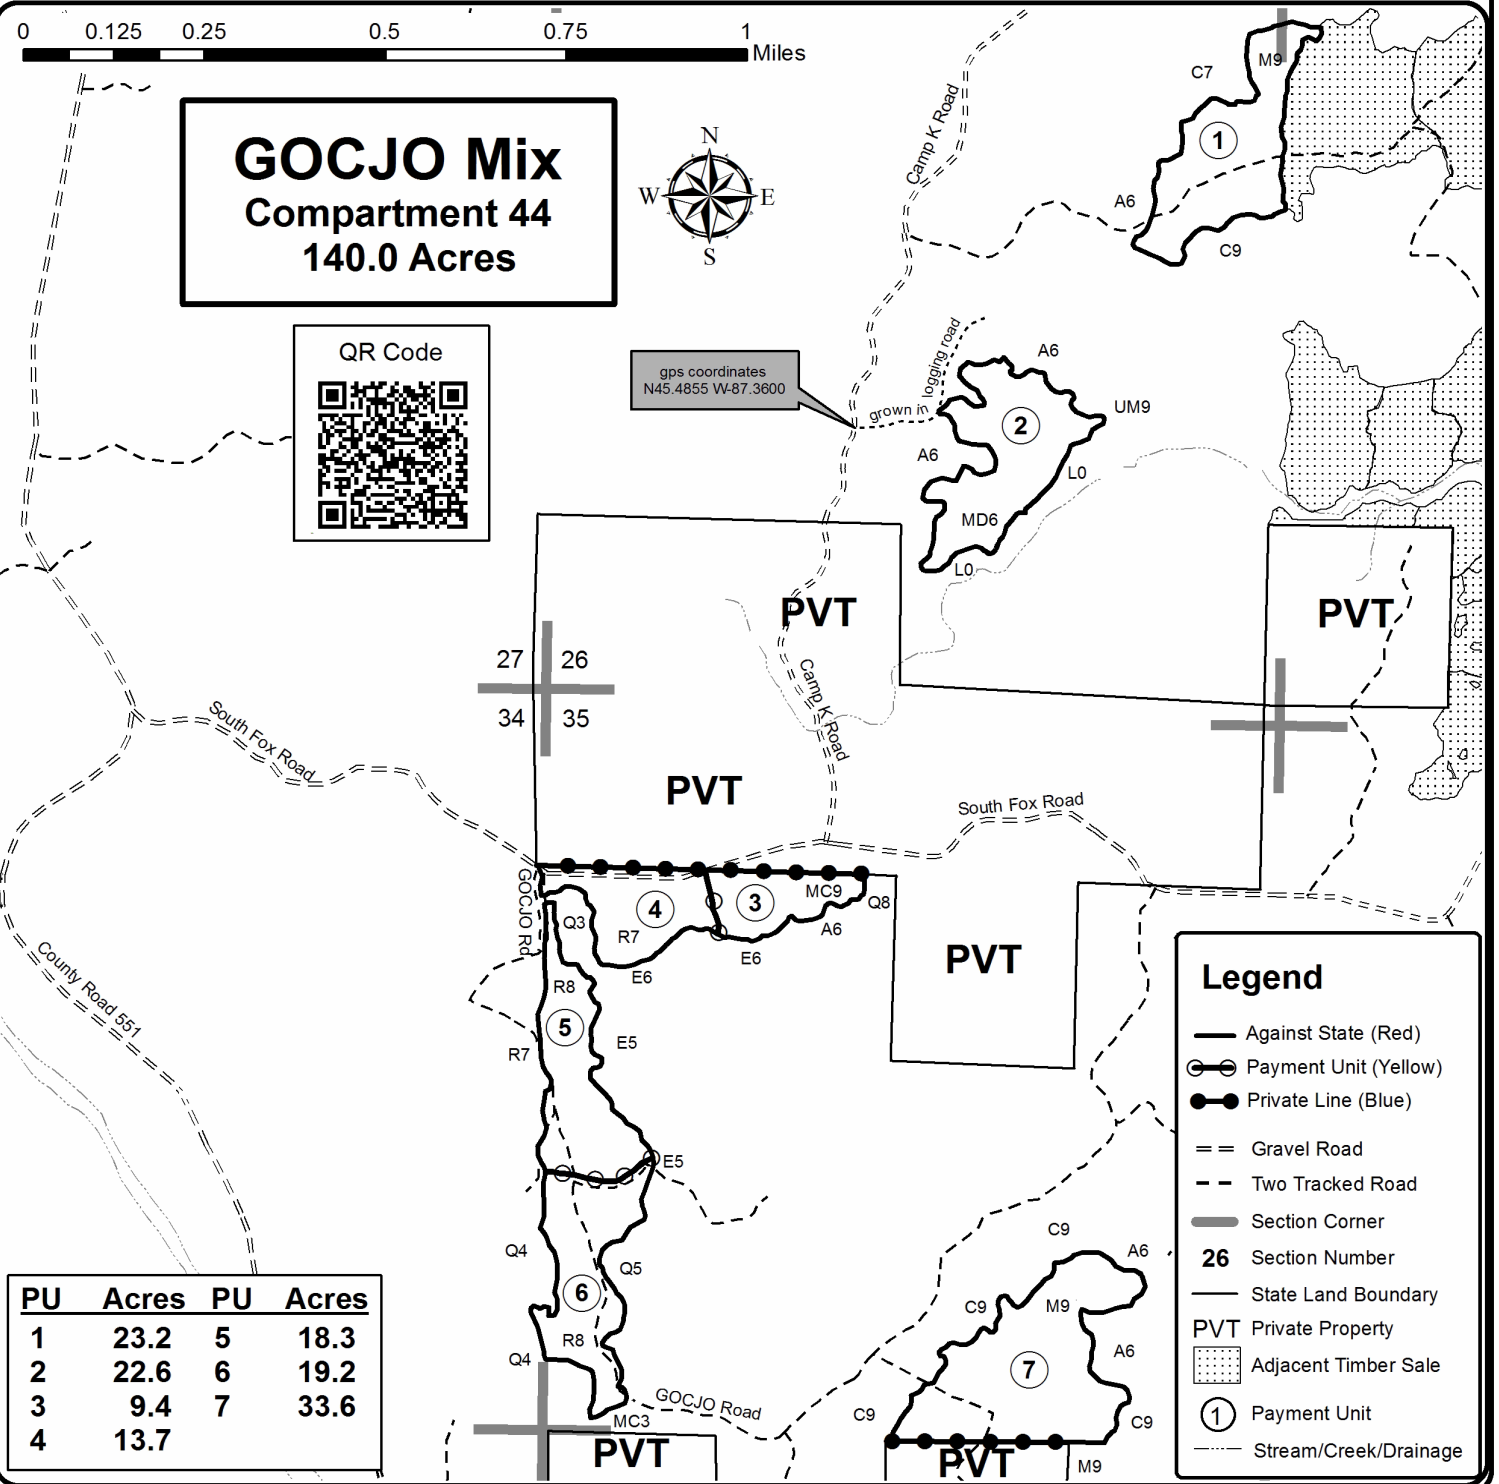 0 0.125 0.25 0.5 0.75 1
Miles
GOCJO Mix
Compartment 44
140.0 Acres
N
W E
S
QR Code
gps coordinates
N45.4855 W-87.3600
Camp K Road
C7
M9
1
A6
C9
grown in
logging road
A6
UM9
2
A6
L0
MD6
L0
PVT
PVT
27 26
34 35
Camp K Road
South Fox Road
PVT
South Fox Road
GOCJO Rd
MC9
4
3
Q8
Q3
R7
A6
E6
E6
PVT
R8
5
R7
E5
County Road 551
E5
Q4
Q5
6
R8
Q4
MC3
GOCJO Road
PVT
C9
A6
C9
M9
7
A6
C9
C9
PVT
M9
PU Acres PU Acres
1 23.2 5 18.3
2 22.6 6 19.2
3 9.4 7 33.6
4 13.7
Legend
Against State (Red)
Payment Unit (Yellow)
Private Line (Blue)
Gravel Road
Two Tracked Road
Section Corner
26 Section Number
State Land Boundary
PVT Private Property
Adjacent Timber Sale
1 Payment Unit
Stream/Creek/Drainage